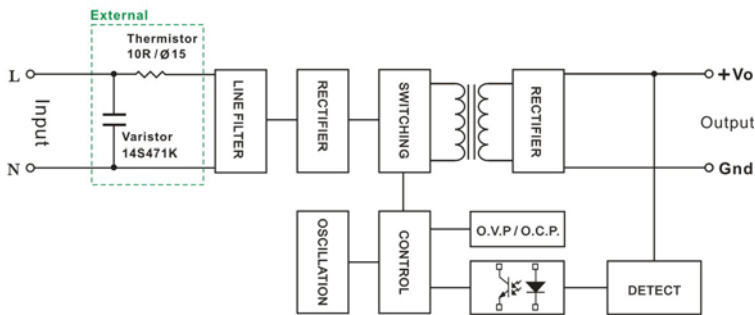 External
Thermistor
10R / Ø15
L
Input
N
Varistor
14S471K
LINE FILTER
RECTIFIER
SWITCHING
RECTIFIER
+Vo
Output
Gnd
OSCILLATION
CONTROL
O.V.P / O.C.P.
DETECT